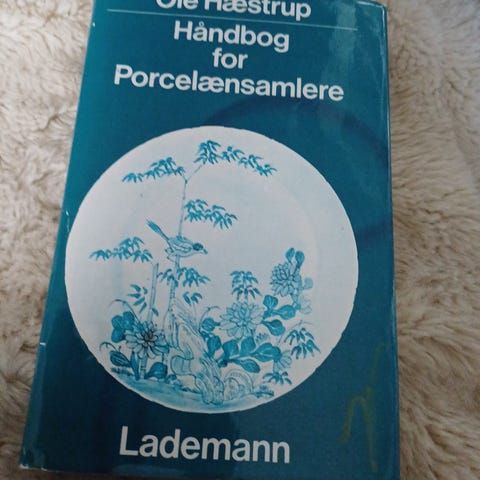 Ole Hæstrup
Håndbog
for
Porcelænsamlere
Lademann